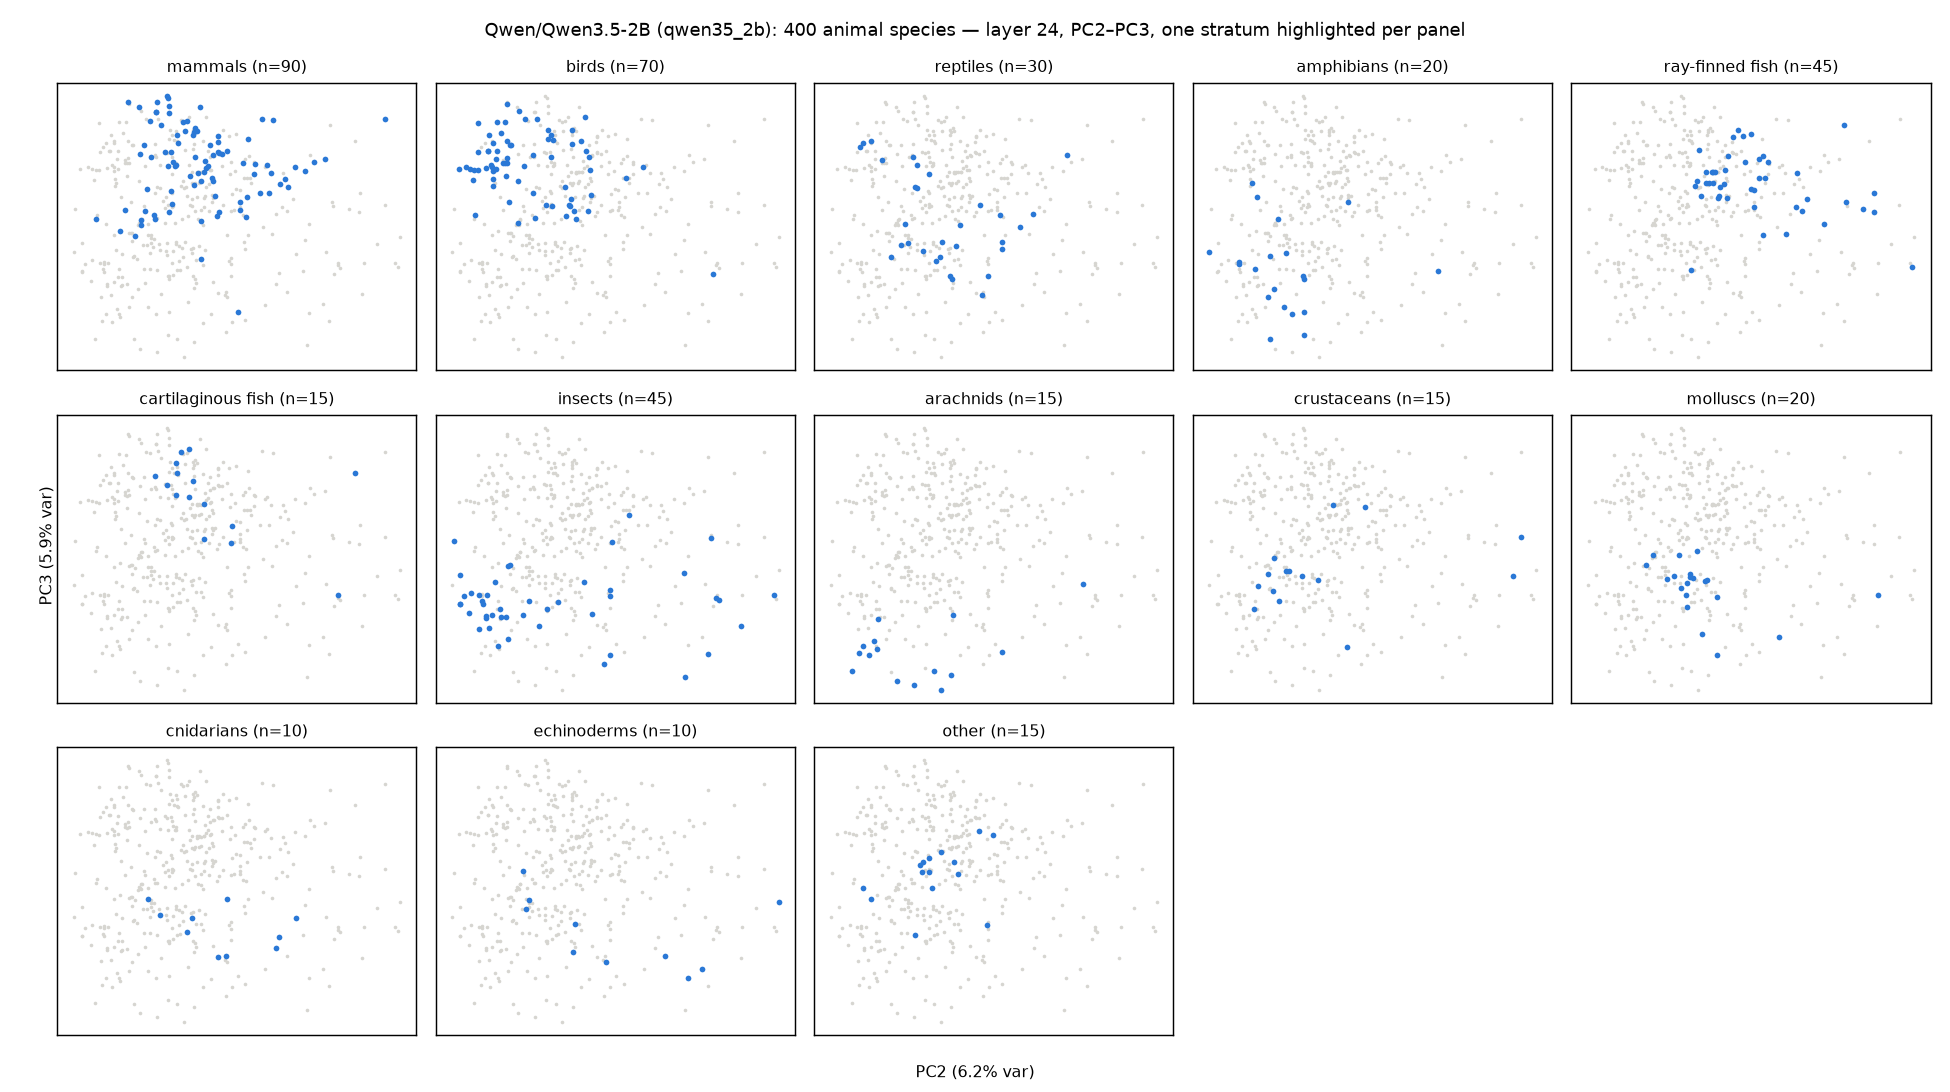 Qwen/Qwen3.5-2B (qwen35_2b): 400 animal species — layer 24, PC2–PC3, one stratum highlighted per panel
mammals (n=90)
birds (n=70)
reptiles (n=30)
amphibians (n=20)
ray-finned fish (n=45)
cartilaginous fish (n=15)
insects (n=45)
arachnids (n=15)
crustaceans (n=15)
molluscs (n=20)
PC3 (5.9% var)
cnidarians (n=10)
echinoderms (n=10)
other (n=15)
PC2 (6.2% var)